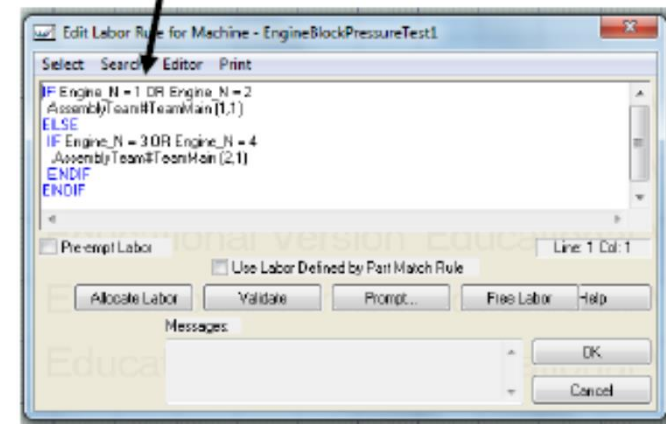 Edit Labor Rule for Machine - EngineBlockPressureTest1
Select Search Editor Print
IF Engine_N = 1 OR Engine_N = 2
AssemblyTeam#TeamMain(1,1)
ELSE
IF Engine_N = 3 OR Engine_N = 4
AssemblyTeam#TeamMain(2,1)
ENDIF
ENDIF
Pre-empt Labor
Line: 1 Col: 1
Use Labor Defined by Part Match Rule
Allocate Labor Validate Prompt... Free Labor Help
Messages:
OK
Cancel